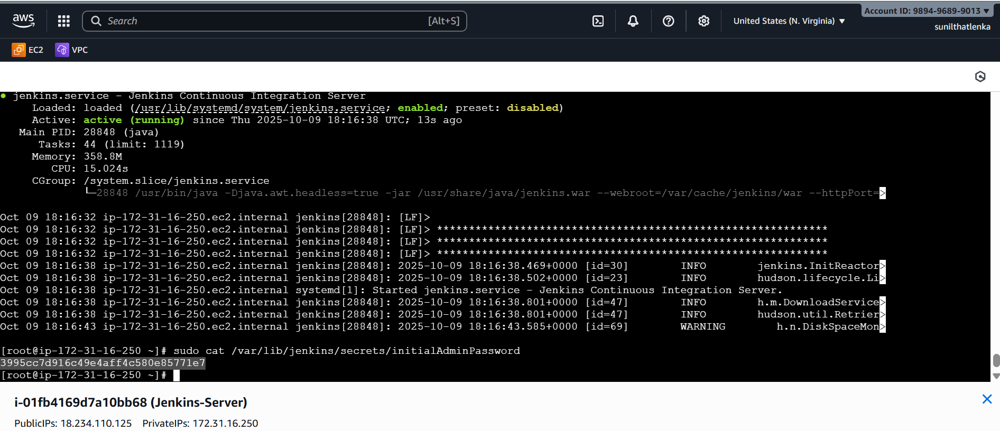 aws
Search
[Alt+S]
United States (N. Virginia) ▼
Account ID: 9894-9689-9013 ▼
sunilthatlenka
EC2
VPC
● jenkins.service - Jenkins Continuous Integration Server
Loaded: loaded (/usr/lib/systemd/system/jenkins.service; enabled; preset: disabled)
Active: active (running) since Thu 2025-10-09 18:16:38 UTC; 13s ago
Main PID: 28848 (java)
Tasks: 44 (limit: 1119)
Memory: 358.8M
CPU: 15.024s
CGroup: /system.slice/jenkins.service
└─28848 /usr/bin/java -Djava.awt.headless=true -jar /usr/share/java/jenkins.war --webroot=/var/cache/jenkins/war --httpPort=>
Oct 09 18:16:32 ip-172-31-16-250.ec2.internal jenkins[28848]: [LF]>
Oct 09 18:16:32 ip-172-31-16-250.ec2.internal jenkins[28848]: [LF]> *************************************************************
Oct 09 18:16:32 ip-172-31-16-250.ec2.internal jenkins[28848]: [LF]> *************************************************************
Oct 09 18:16:32 ip-172-31-16-250.ec2.internal jenkins[28848]: [LF]> *************************************************************
Oct 09 18:16:38 ip-172-31-16-250.ec2.internal jenkins[28848]: 2025-10-09 18:16:38.469+0000 [id=30] INFO jenkins.InitReactor>
Oct 09 18:16:38 ip-172-31-16-250.ec2.internal jenkins[28848]: 2025-10-09 18:16:38.502+0000 [id=23] INFO hudson.lifecycle.Li>
Oct 09 18:16:38 ip-172-31-16-250.ec2.internal systemd[1]: Started jenkins.service - Jenkins Continuous Integration Server.
Oct 09 18:16:38 ip-172-31-16-250.ec2.internal jenkins[28848]: 2025-10-09 18:16:38.801+0000 [id=47] INFO h.m.DownloadService>
Oct 09 18:16:38 ip-172-31-16-250.ec2.internal jenkins[28848]: 2025-10-09 18:16:38.801+0000 [id=47] INFO hudson.util.Retrier>
Oct 09 18:16:43 ip-172-31-16-250.ec2.internal jenkins[28848]: 2025-10-09 18:16:43.585+0000 [id=69] WARNING h.n.DiskSpaceMon>
[root@ip-172-31-16-250 ~]# sudo cat /var/lib/jenkins/secrets/initialAdminPassword
3995cc7d916c49e4aff4c580e85771e7
[root@ip-172-31-16-250 ~]#
i-01fb4169d7a10bb68 (Jenkins-Server)
PublicIPs: 18.234.110.125 PrivateIPs: 172.31.16.250